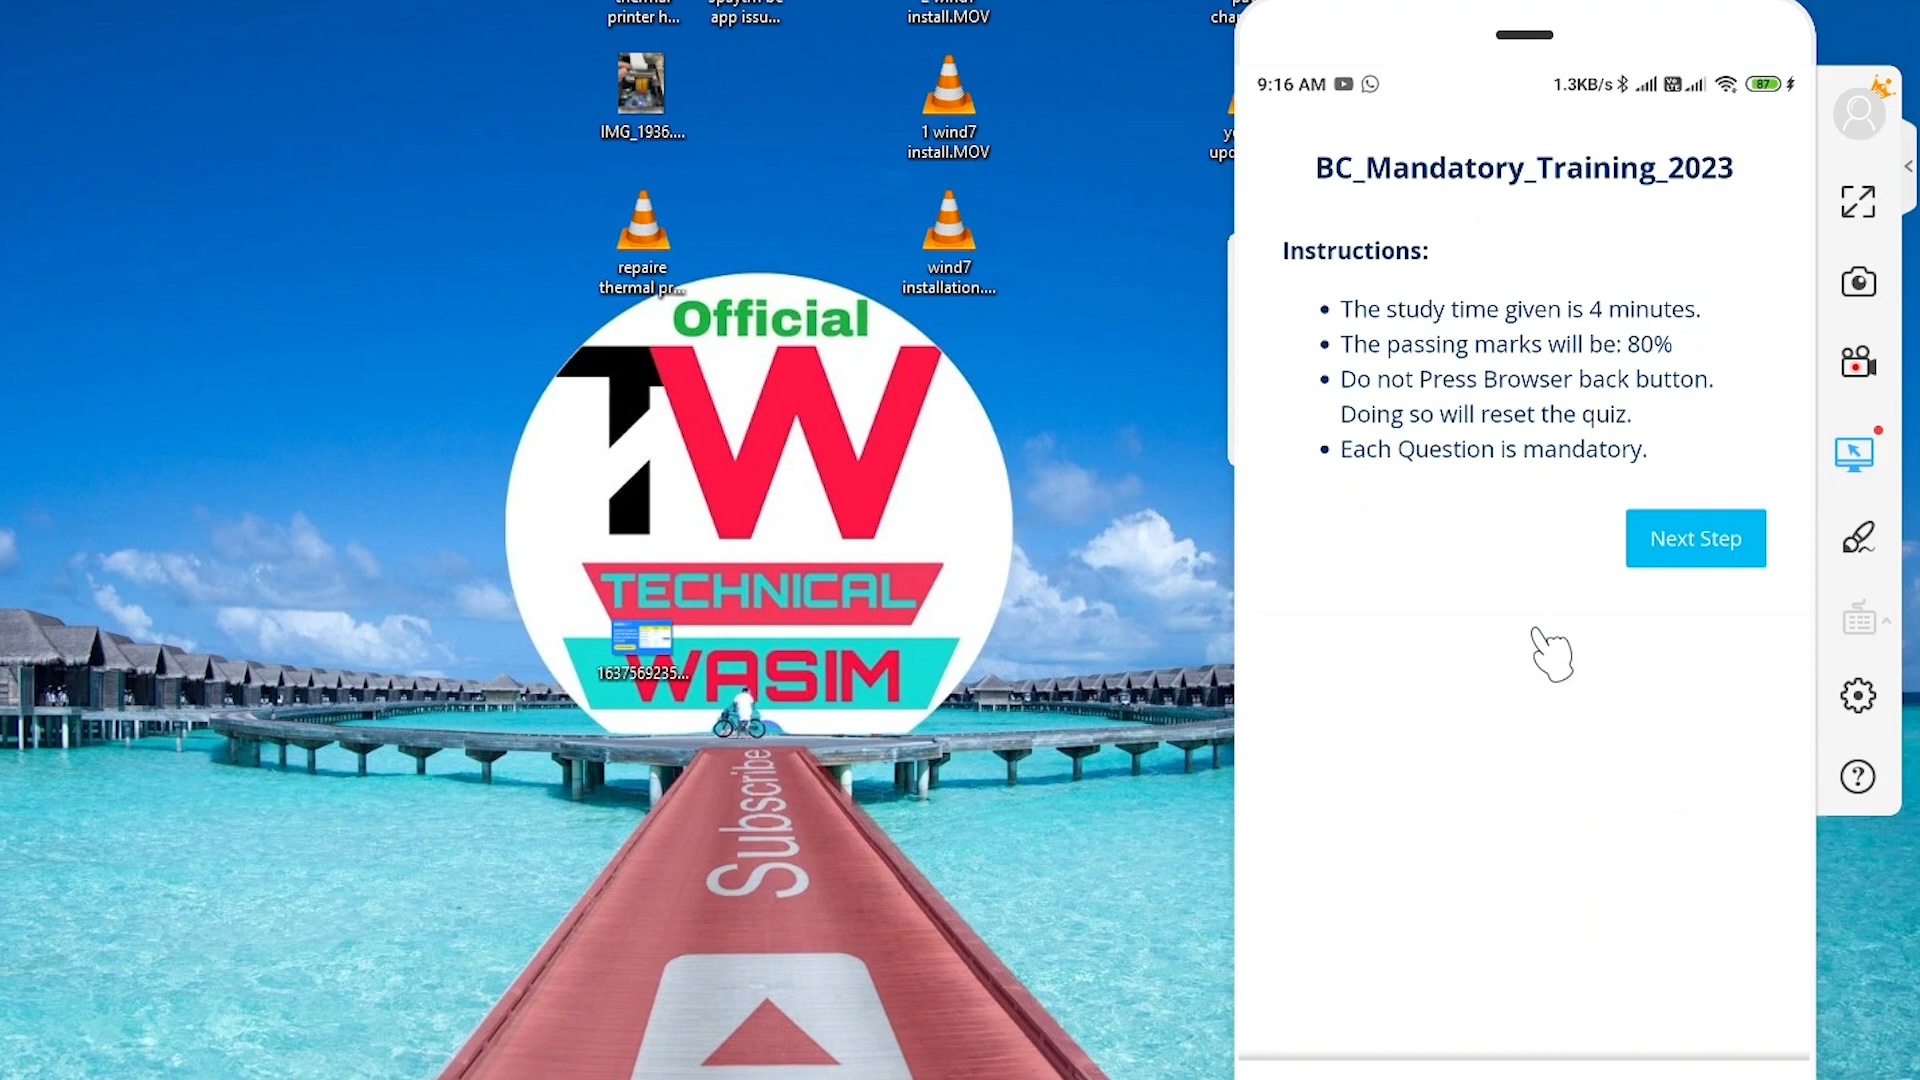 printer h...
app issu...
install.MOV
IMG_1936....
1 wind7
install.MOV
repaire
thermal pr...
wind7
installation....
Official
TW
TECHNICAL
1637569235...
WASIM
Subscribe
9:16 AM
1.3KB/s
87
BC_Mandatory_Training_2023
Instructions:
• The study time given is 4 minutes.
• The passing marks will be: 80%
• Do not Press Browser back button.
Doing so will reset the quiz.
• Each Question is mandatory.
Next Step